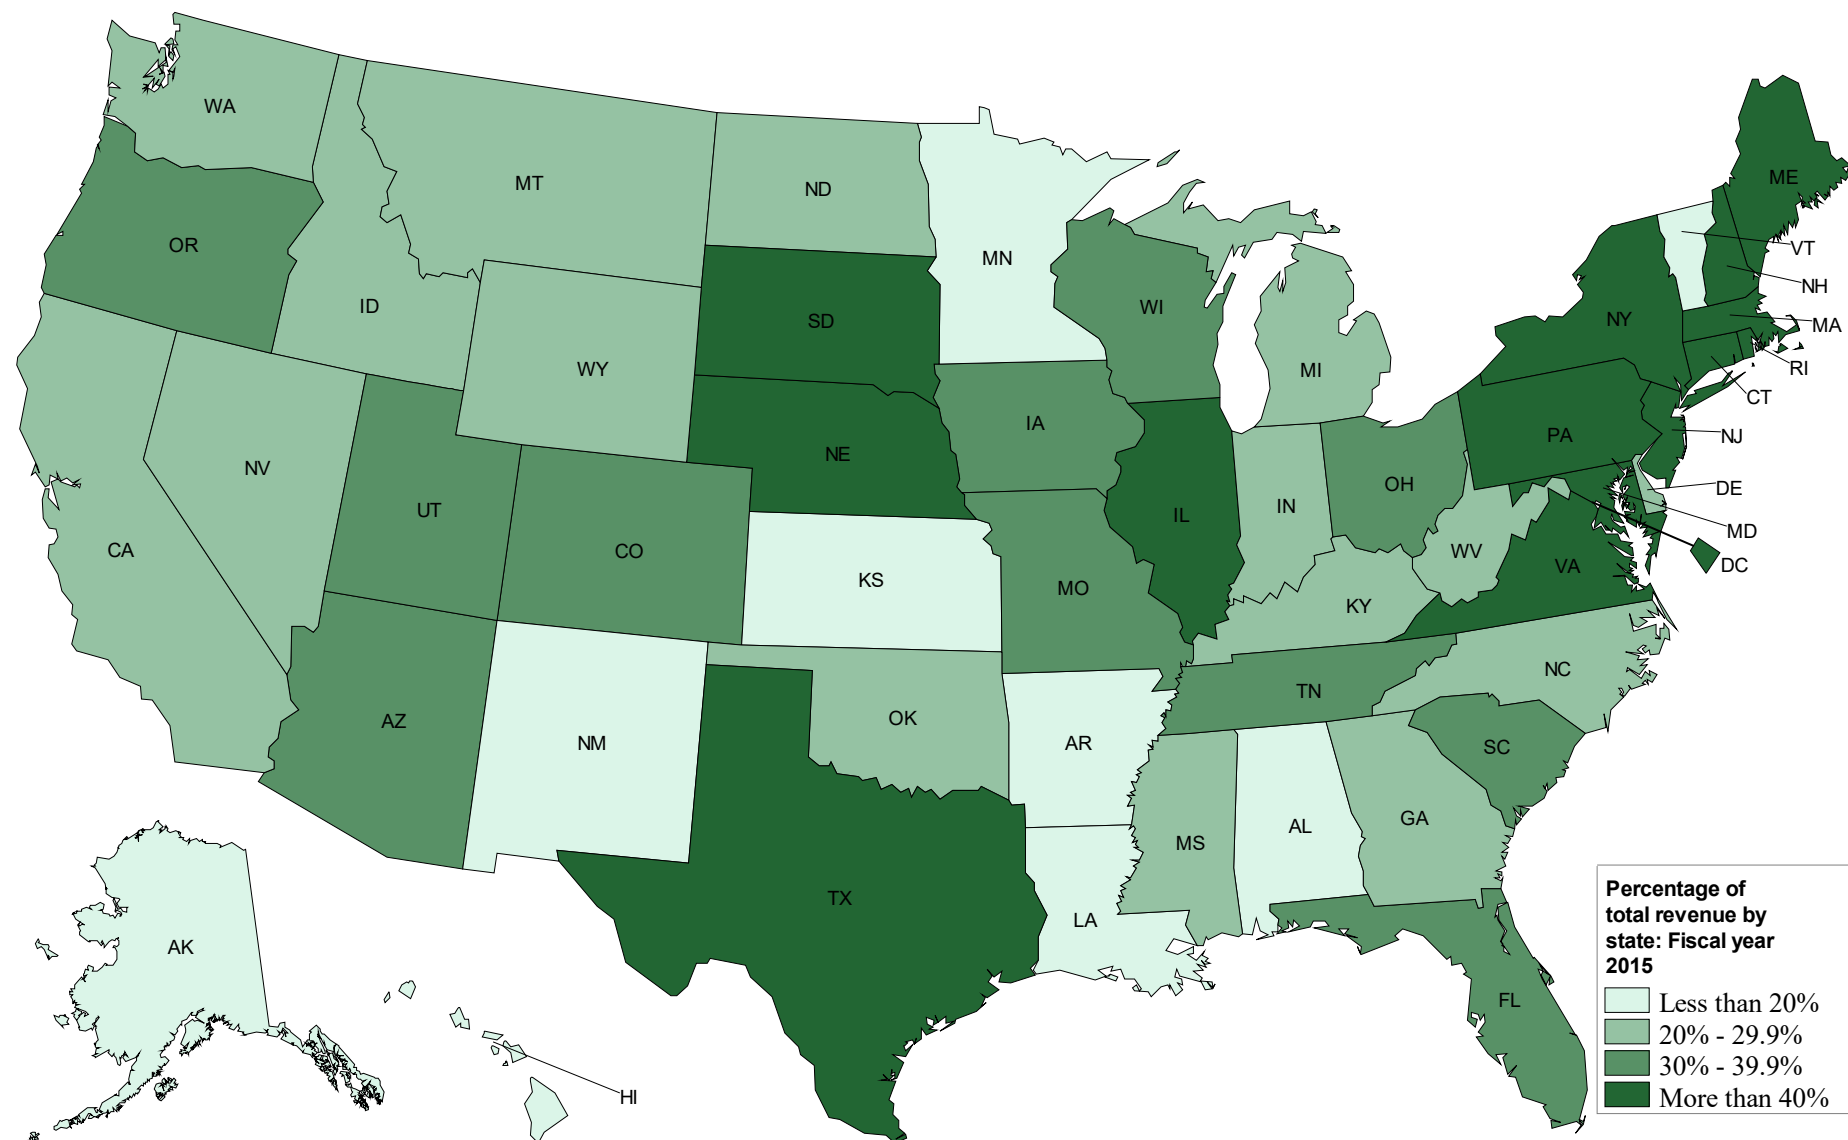 WA
MT
ND
ME
OR
MN
VT
ID
WI
NH
SD
NY
MA
WY
MI
RI
CT
IA
PA
NJ
NV
NE
OH
DE
UT
IN
IL
MD
CA
CO
WV
VA
DC
KS
MO
KY
NC
TN
AZ
OK
NM
AR
SC
GA
AL
MS
TX
LA
AK
FL
HI
Percentage of
total revenue by
state: Fiscal year
2015
Less than 20%
20% - 29.9%
30% - 39.9%
More than 40%